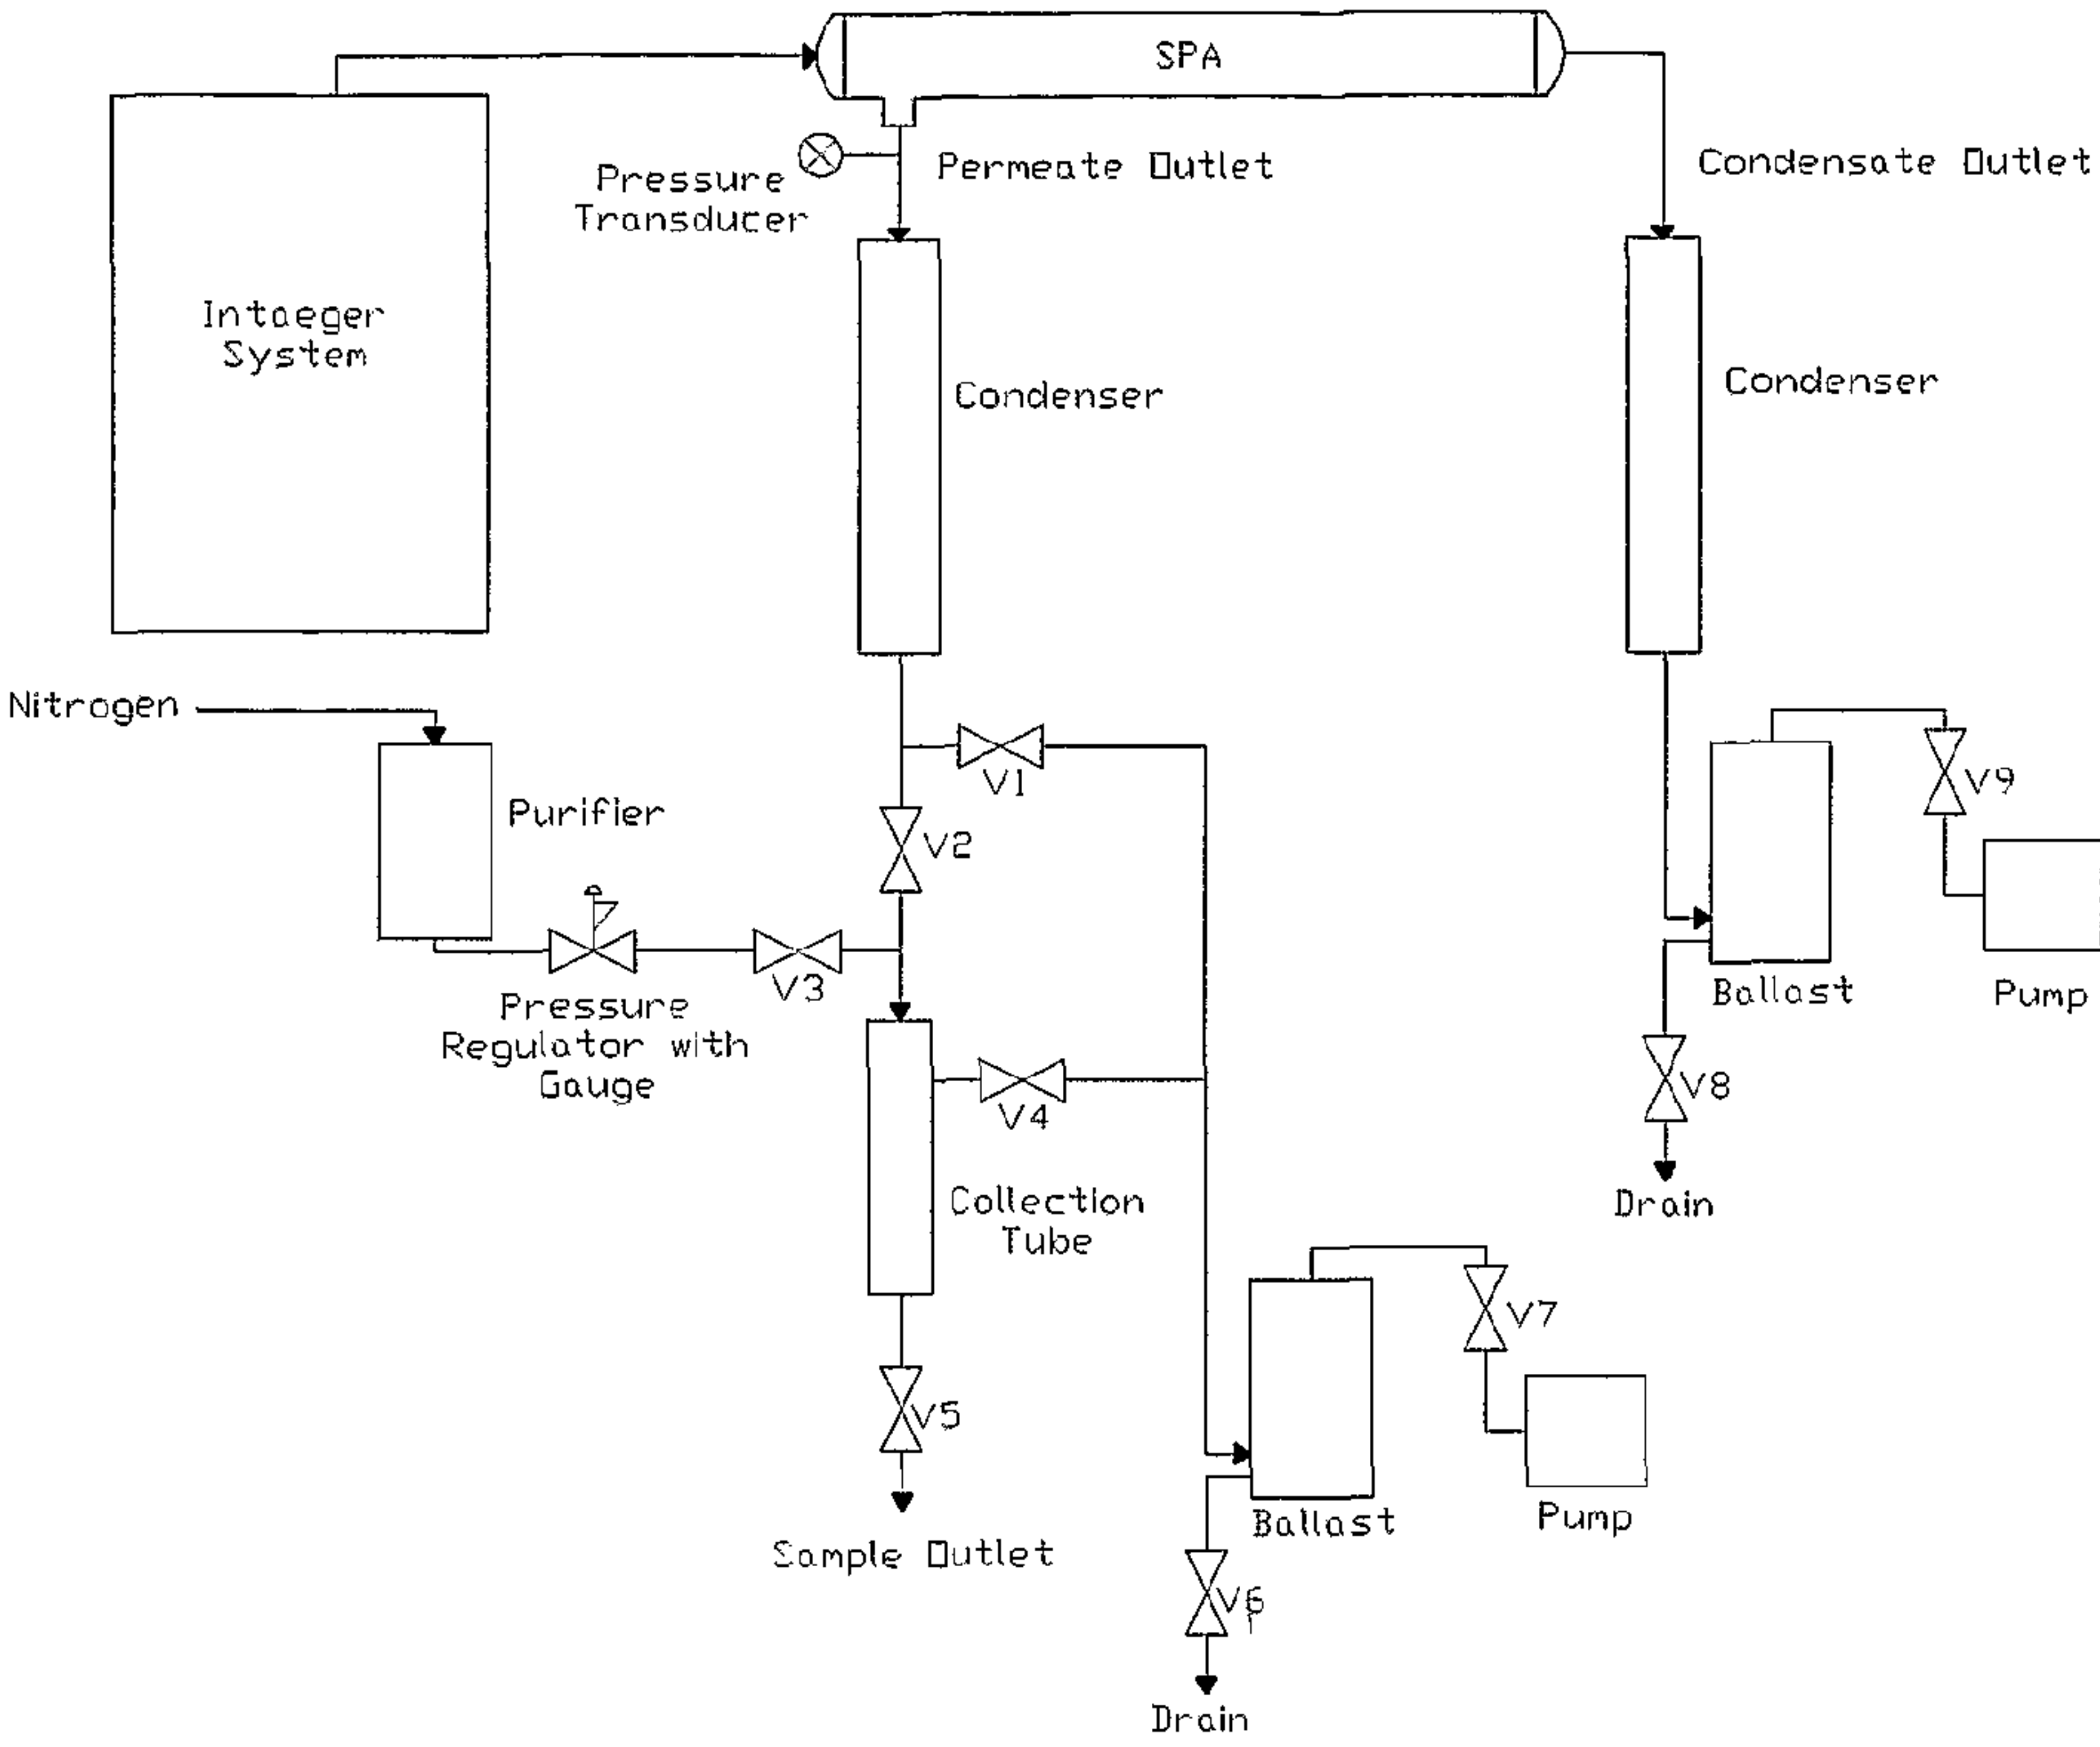 SPA
Pressure
Transducer
Permeate Outlet
Condensate Outlet
Intaeger
System
Condenser
Condenser
Nitrogen
Purifier
V1
V2
V9
Pressure
Regulator with
Gauge
V3
Ballast
Pump
V4
V8
Collection
Tube
Drain
V7
V5
Sample Outlet
Ballast
Pump
V6
Drain